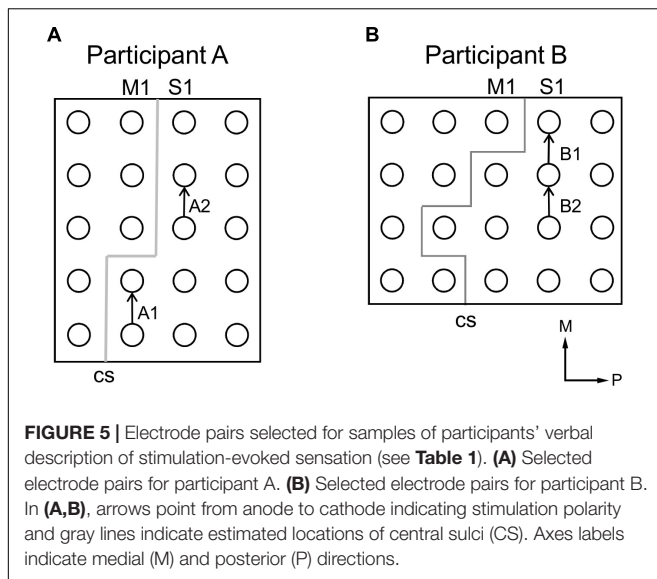 A
Participant A
M1 S1
A2
A1
cs
B
Participant B
M1 S1
B1
B2
cs
M
P
FIGURE 5 | Electrode pairs selected for samples of participants' verbal
description of stimulation-evoked sensation (see Table 1). (A) Selected
electrode pairs for participant A. (B) Selected electrode pairs for participant B.
In (A,B), arrows point from anode to cathode indicating stimulation polarity
and gray lines indicate estimated locations of central sulci (CS). Axes labels
indicate medial (M) and posterior (P) directions.